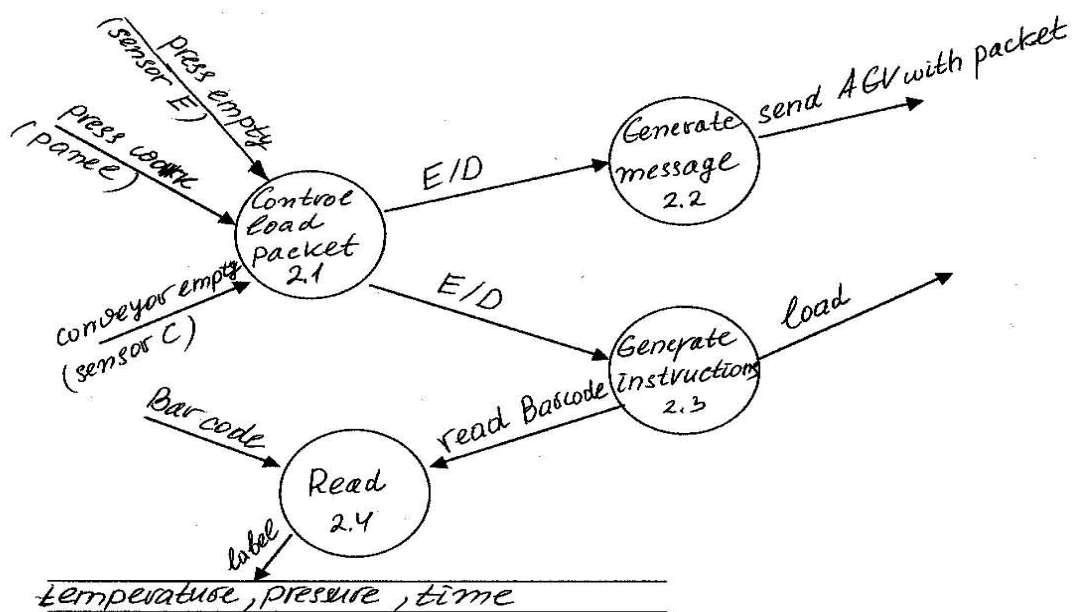 press empty
(sensor E)
press
(panel)
conveyor empty
(sensor C)
Control
load
packet
2.1
E/D
E/D
Generate
message
2.2
send AGV with packet
Generate
instructions
2.3
load
read Barcode
Bar code
Read
2.4
label
temperature, pressure, time